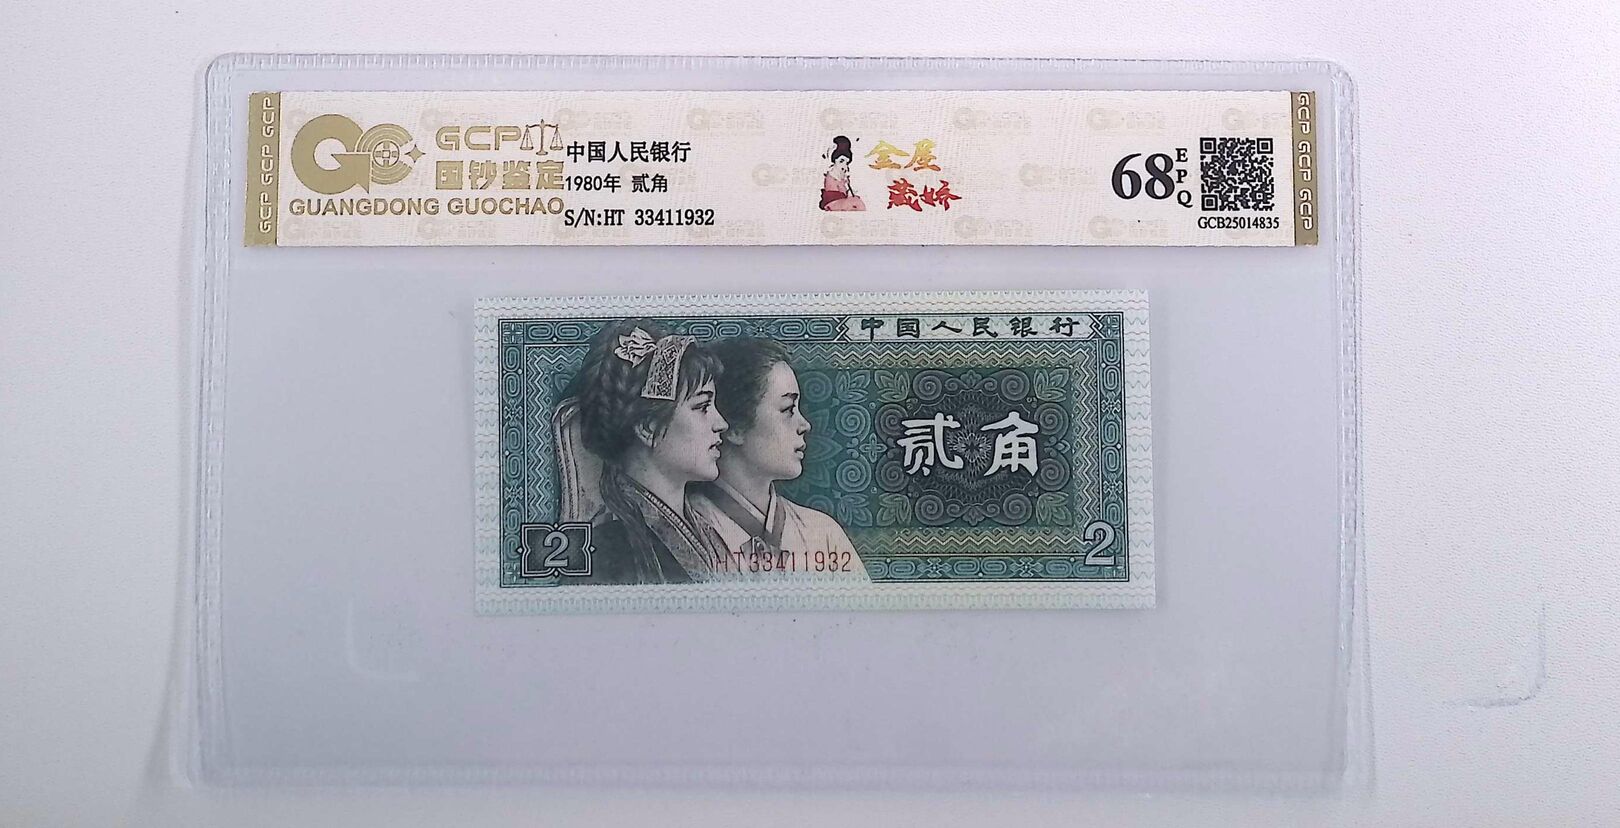 GCP GCP GCP
GCP
国钞鉴定
GUANGDONG GUOCHAO
中国人民银行
1980年 贰角
S/N:HT 33411932
金屋
藏娇
68
EPQ
GCB25014835
GCP GCP GCP
中国人民银行
贰角
2
2
HT33411932